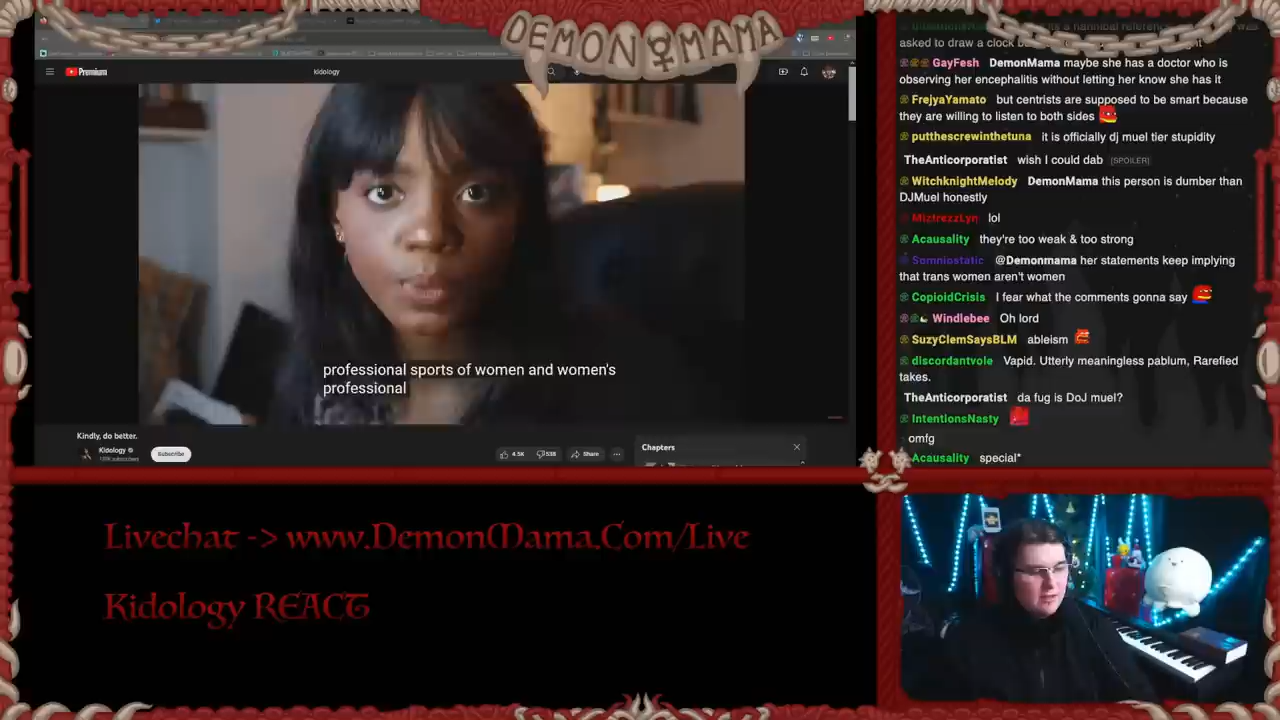 DEMON MAMA
Premium
kidology
professional sports of women and women's
professional
Kindly, do better.
Kidology
Subscribe
4.5K
538
Share
Chapters
asked to draw a clock
GayFesh DemonMama maybe she has a doctor who is
observing her encephalitis without letting her know she has it
FrejyaYamato but centrists are supposed to be smart because
they are willing to listen to both sides
putthescrewinthetuna it is officially dj muel tier stupidity
TheAnticorporatist wish I could dab [SPOILER]
WitchknightMelody DemonMama this person is dumber than
DJMuel honestly
MiztrezzLyn lol
Acausality they're too weak & too strong
Somniostatic @Demonmama her statements keep implying
that trans women aren't women
CopioidCrisis I fear what the comments gonna say
Windlebee Oh lord
SuzyClemSaysBLM ableism
discordantvole Vapid. Utterly meaningless pablum, Rarefied
takes.
TheAnticorporatist da fug is DoJ muel?
IntentionsNasty
omfg
Acausality special*
Livechat -> www.DemonMama.Com/Live
Kidology REACT